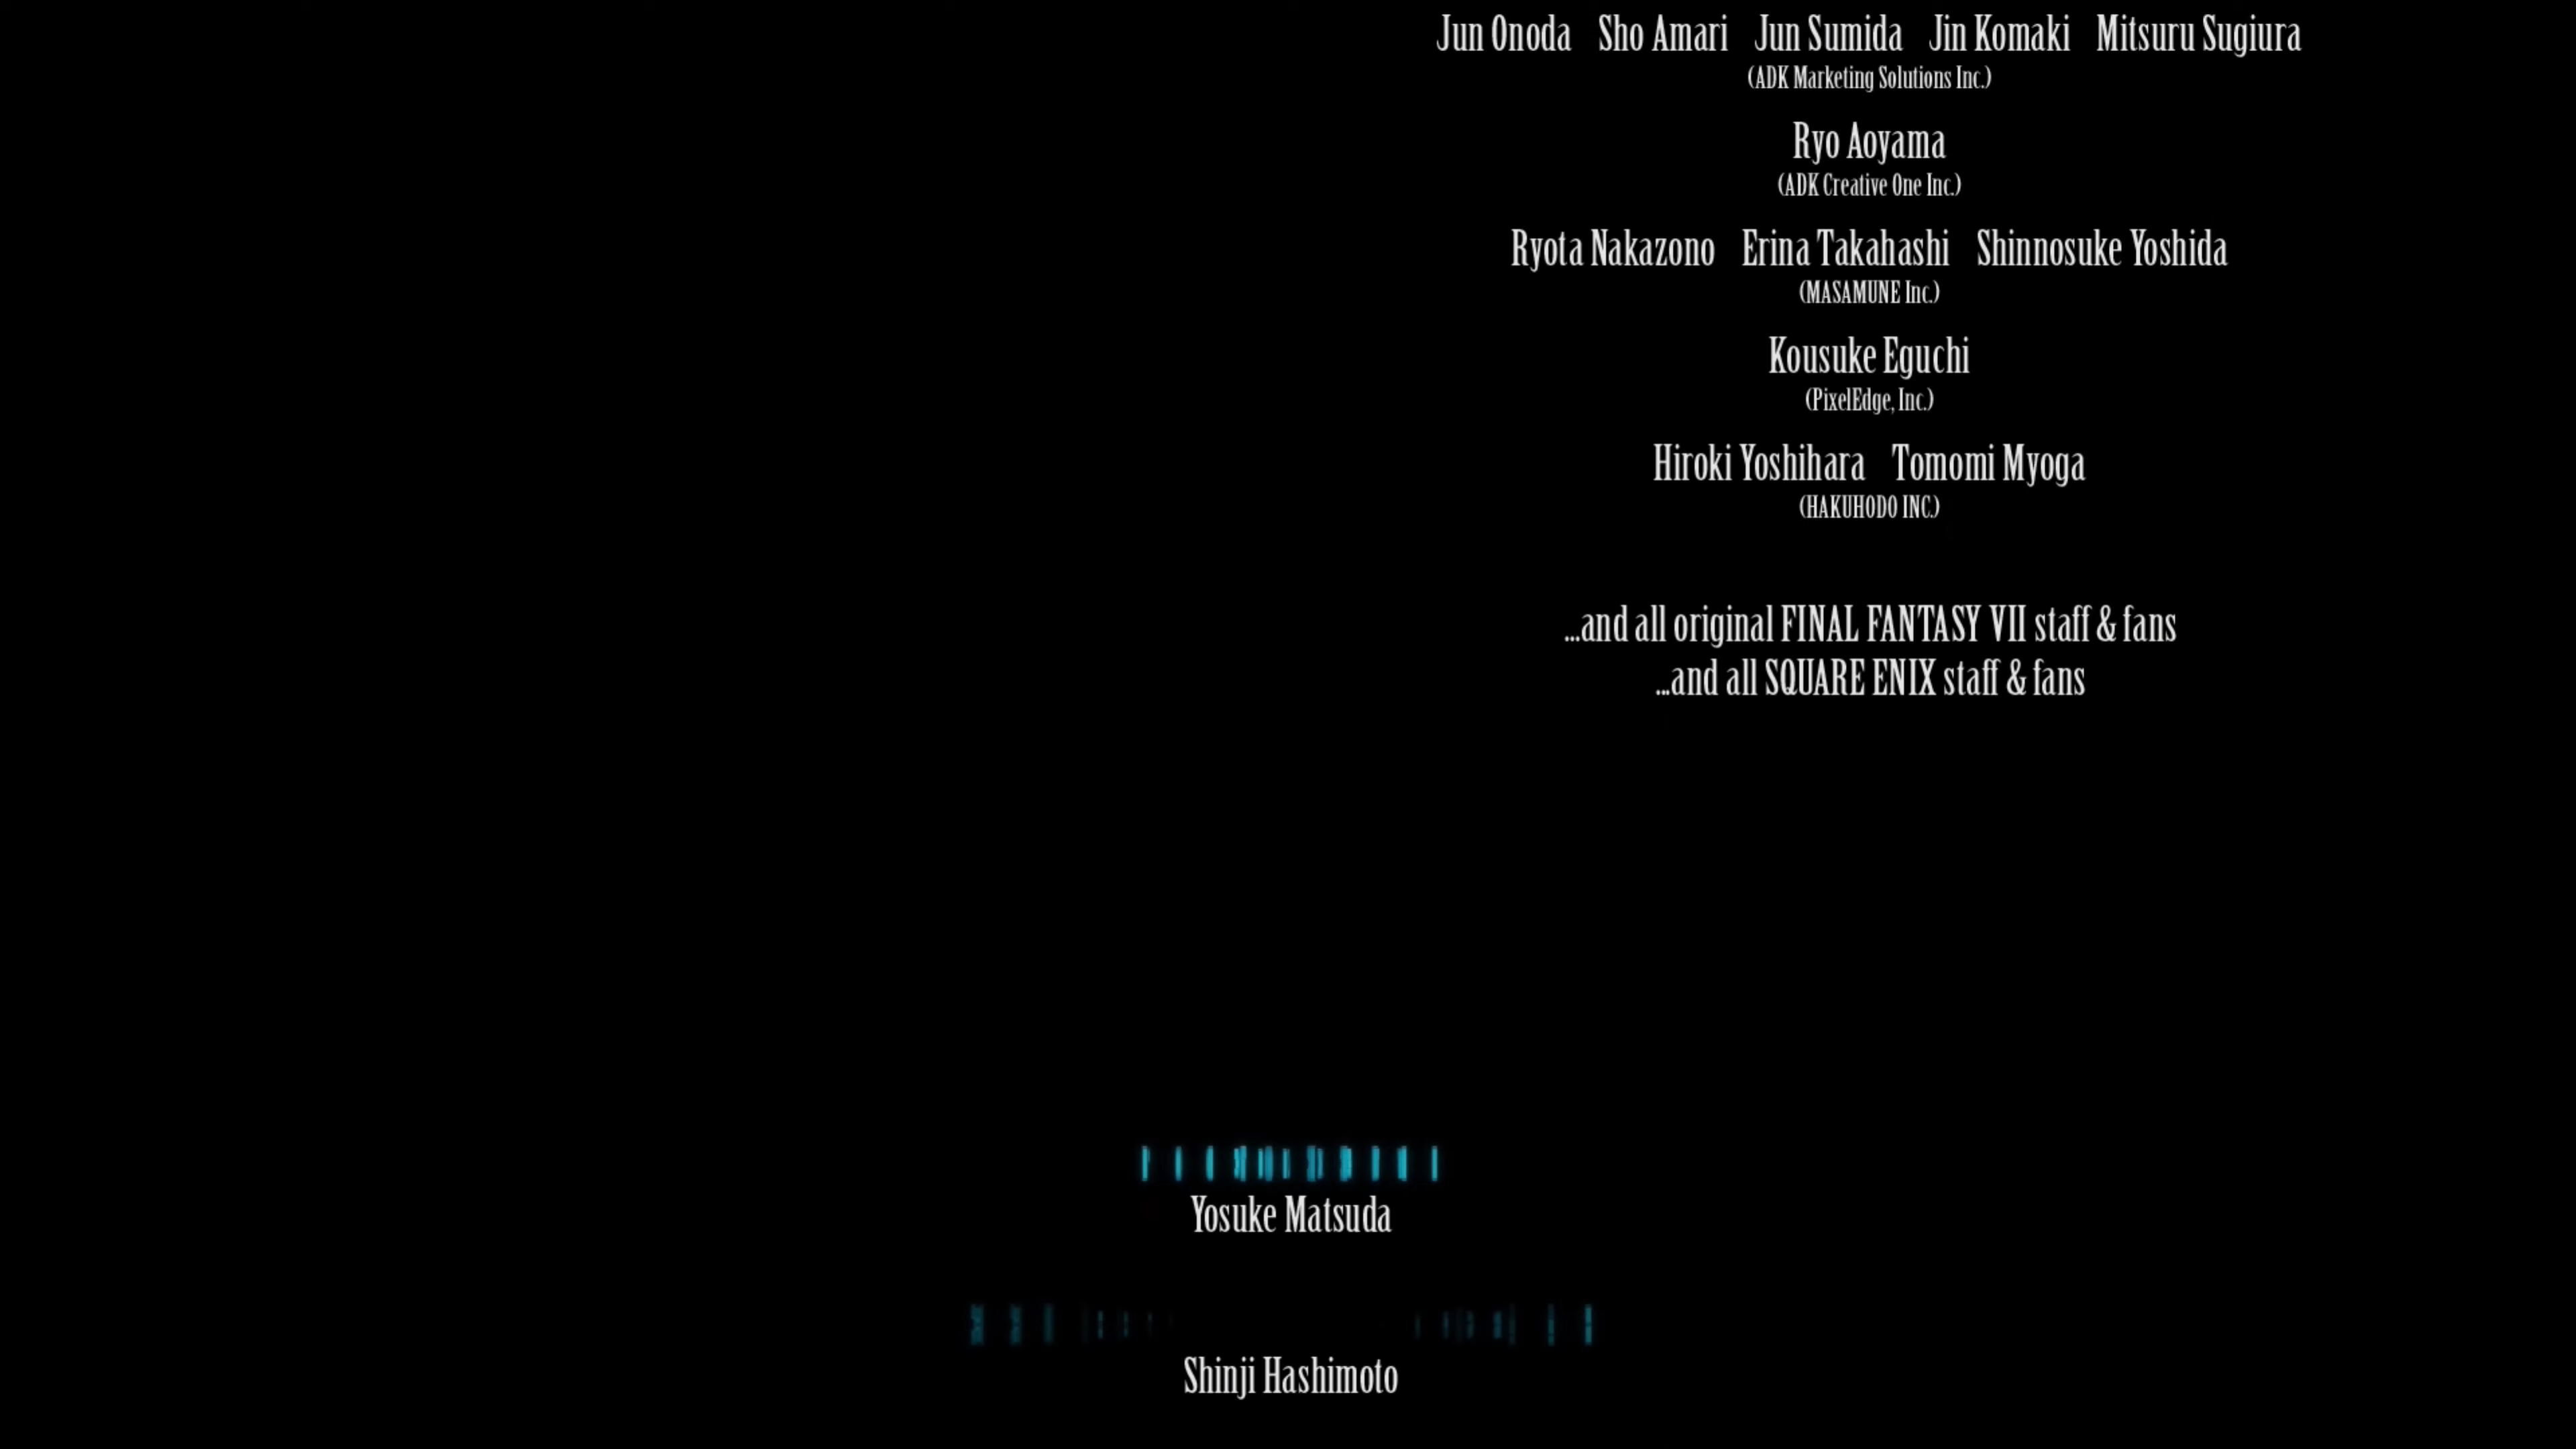 Jun Onoda Sho Amari Jun Sumida Jin Komaki Mitsuru Sugiura
(ADK Marketing Solutions Inc.)
Ryo Aoyama
(ADK Creative One Inc.)
Ryota Nakazono Erina Takahashi Shinnosuke Yoshida
(MASAMUNE Inc.)
Kousuke Eguchi
(PixelEdge, Inc.)
Hiroki Yoshihara Tomomi Myoga
(HAKUHODO INC.)
...and all original FINAL FANTASY VII staff & fans
...and all SQUARE ENIX staff & fans
Yosuke Matsuda
Shinji Hashimoto